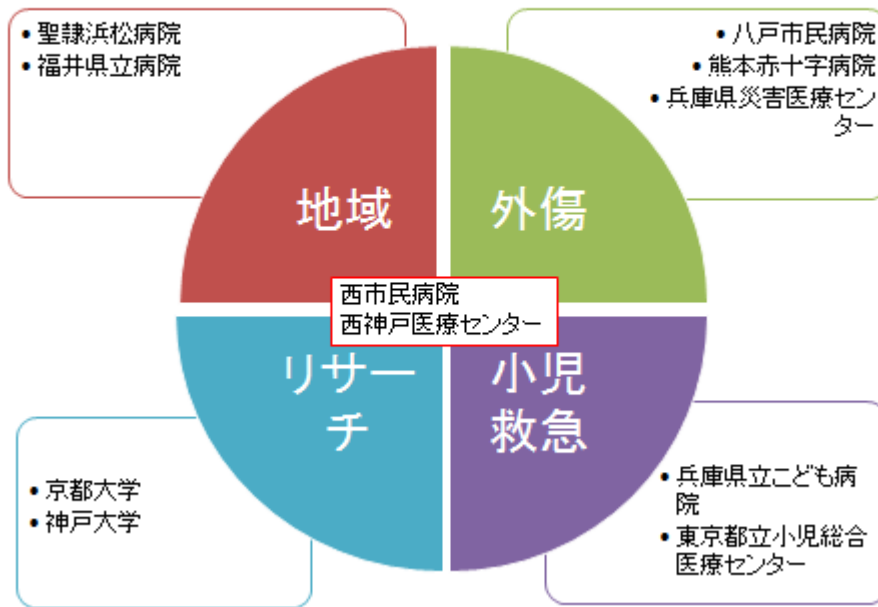 • 聖隷浜松病院
• 福井県立病院
• 八戸市民病院
• 熊本赤十字病院
• 兵庫県災害医療セン
ター
地域
外傷
西市民病院
西神戸医療センター
リサー
チ
小児
救急
• 京都大学
• 神戸大学
• 兵庫県立こども病
院
• 東京都立小児総合
医療センター